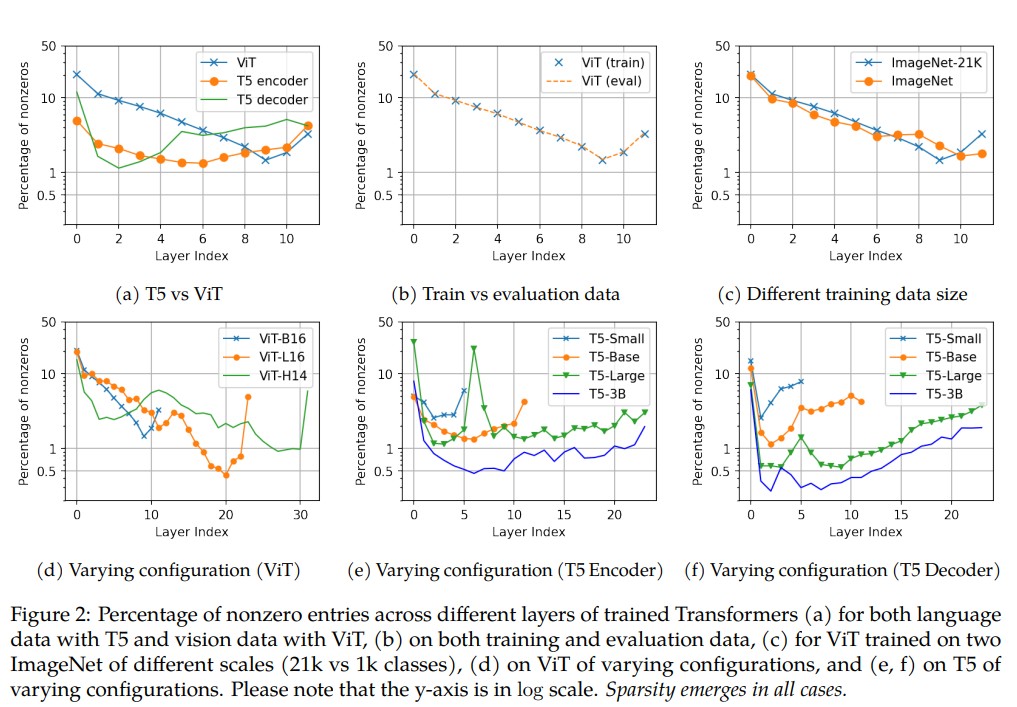 50
10
1
0.5
Percentage of nonzeros
ViT
T5 encoder
T5 decoder
0 2 4 6 8 10
Layer Index
(a) T5 vs ViT
50
10
1
0.5
Percentage of nonzeros
ViT (train)
ViT (eval)
0 2 4 6 8 10
Layer Index
(b) Train vs evaluation data
50
10
1
0.5
Percentage of nonzeros
ImageNet-21K
ImageNet
0 2 4 6 8 10
Layer Index
(c) Different training data size
50
10
1
0.5
Percentage of nonzeros
ViT-B16
ViT-L16
ViT-H14
0 10 20 30
Layer Index
(d) Varying configuration (ViT)
50
10
1
0.5
Percentage of nonzeros
T5-Small
T5-Base
T5-Large
T5-3B
0 5 10 15 20
Layer Index
(e) Varying configuration (T5 Encoder)
50
10
1
0.5
Percentage of nonzeros
T5-Small
T5-Base
T5-Large
T5-3B
0 5 10 15 20
Layer Index
(f) Varying configuration (T5 Decoder)
Figure 2: Percentage of nonzero entries across different layers of trained Transformers (a) for both language
data with T5 and vision data with ViT, (b) on both training and evaluation data, (c) for ViT trained on two
ImageNet of different scales (21k vs 1k classes), (d) on ViT of varying configurations, and (e, f) on T5 of
varying configurations. Please note that the y-axis is in log scale. Sparsity emerges in all cases.